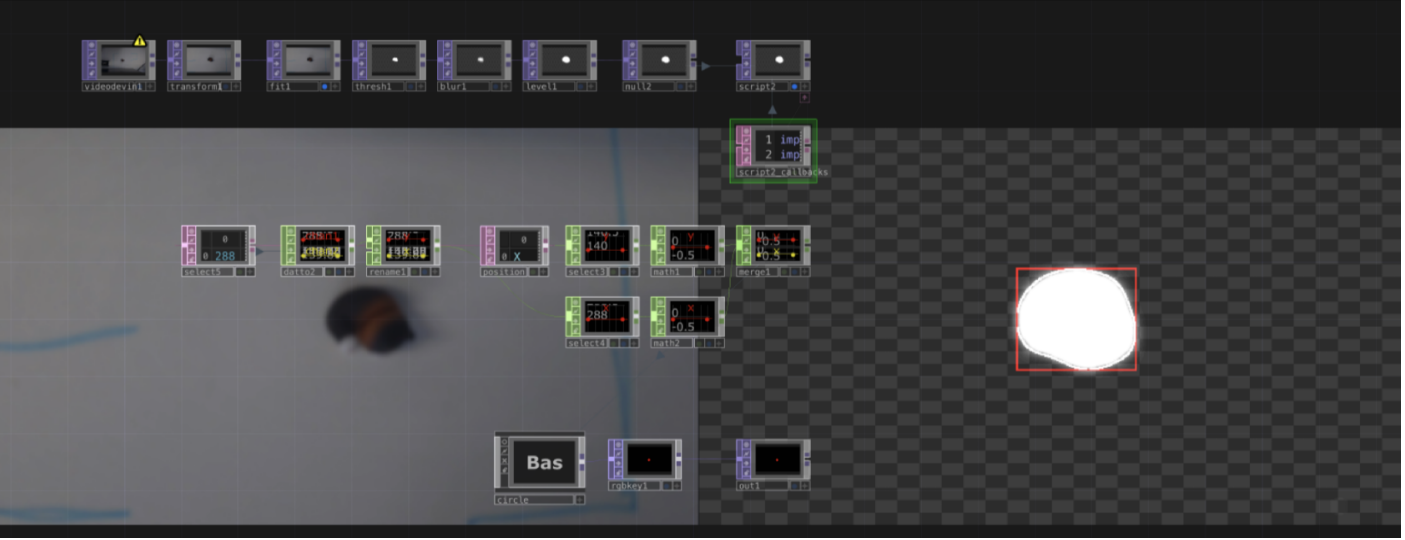 videodevin1
transform1
fit1
thresh1
blur1
level1
null2
script2
1 imp
2 imp
script2_callbacks
0
0 288
select5
datto2
rename1
0
0 X
position
140
select3
y
0
-0.5
math1
merge1
288
select4
x
0
-0.5
math2
Bas
circle
rgbkey1
out1